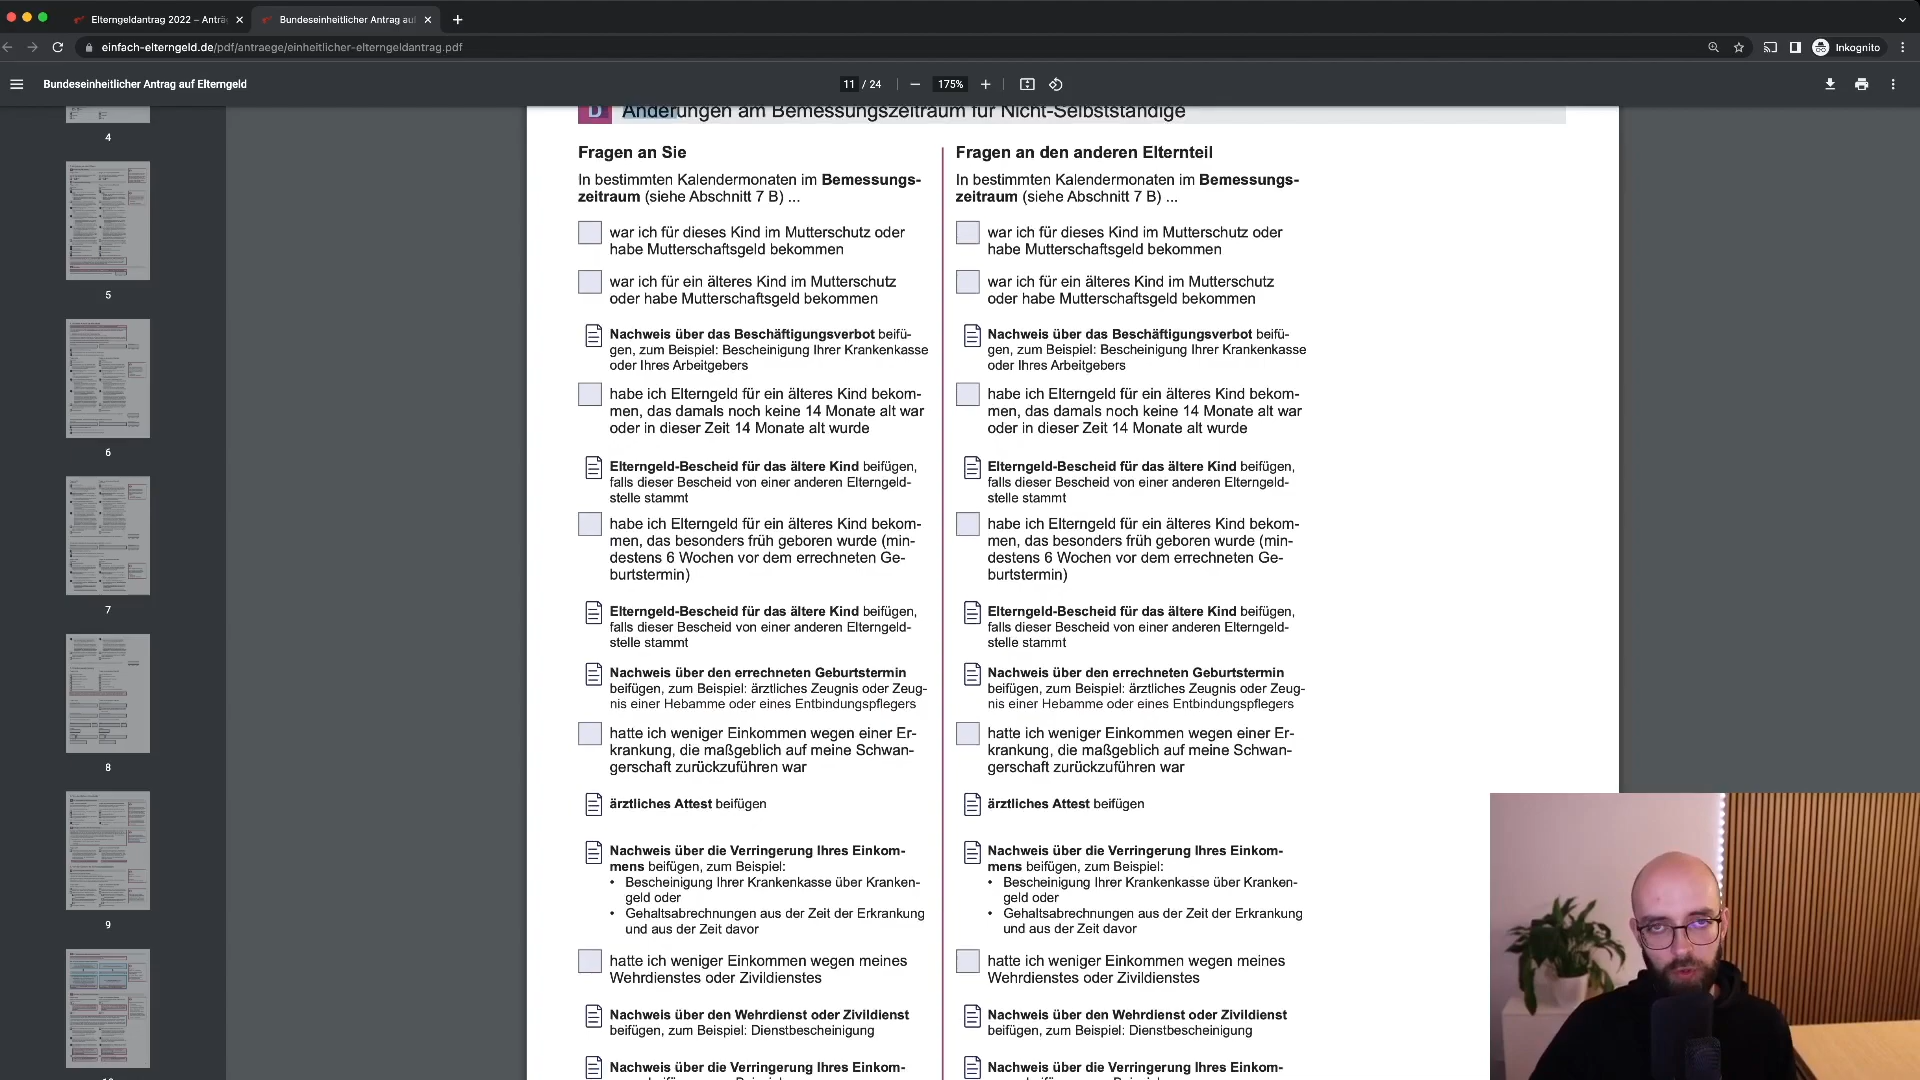 Elterngeldantrag 2022 – Anträ
Bundeseinheitlicher Antrag auf
einfach-elterngeld.de/pdf/antraege/einheitlicher-elterngeldantrag.pdf
Inkognito
Bundeseinheitlicher Antrag auf Elterngeld
11 / 24
175%
4
5
6
7
8
9
D Änderungen am Bemessungszeitraum für Nicht-Selbstständige
Fragen an Sie
In bestimmten Kalendermonaten im Bemessungs-
zeitraum (siehe Abschnitt 7 B) ...
war ich für dieses Kind im Mutterschutz oder
habe Mutterschaftsgeld bekommen
war ich für ein älteres Kind im Mutterschutz
oder habe Mutterschaftsgeld bekommen
Nachweis über das Beschäftigungsverbot beifü-
gen, zum Beispiel: Bescheinigung Ihrer Krankenkasse
oder Ihres Arbeitgebers
habe ich Elterngeld für ein älteres Kind bekom-
men, das damals noch keine 14 Monate alt war
oder in dieser Zeit 14 Monate alt wurde
Elterngeld-Bescheid für das ältere Kind beifügen,
falls dieser Bescheid von einer anderen Elterngeld-
stelle stammt
habe ich Elterngeld für ein älteres Kind bekom-
men, das besonders früh geboren wurde (min-
destens 6 Wochen vor dem errechneten Ge-
burtstermin)
Elterngeld-Bescheid für das ältere Kind beifügen,
falls dieser Bescheid von einer anderen Elterngeld-
stelle stammt
Nachweis über den errechneten Geburtstermin
beifügen, zum Beispiel: ärztliches Zeugnis oder Zeug-
nis einer Hebamme oder eines Entbindungspflegers
hatte ich weniger Einkommen wegen einer Er-
krankung, die maßgeblich auf meine Schwan-
gerschaft zurückzuführen war
ärztliches Attest beifügen
Nachweis über die Verringerung Ihres Einkom-
mens beifügen, zum Beispiel:
• Bescheinigung Ihrer Krankenkasse über Kranken-
geld oder
• Gehaltsabrechnungen aus der Zeit der Erkrankung
und aus der Zeit davor
hatte ich weniger Einkommen wegen meines
Wehrdienstes oder Zivildienstes
Nachweis über den Wehrdienst oder Zivildienst
beifügen, zum Beispiel: Dienstbescheinigung
Nachweis über die Verringerung Ihres Einkom-
Fragen an den anderen Elternteil
In bestimmten Kalendermonaten im Bemessungs-
zeitraum (siehe Abschnitt 7 B) ...
war ich für dieses Kind im Mutterschutz oder
habe Mutterschaftsgeld bekommen
war ich für ein älteres Kind im Mutterschutz
oder habe Mutterschaftsgeld bekommen
Nachweis über das Beschäftigungsverbot beifü-
gen, zum Beispiel: Bescheinigung Ihrer Krankenkasse
oder Ihres Arbeitgebers
habe ich Elterngeld für ein älteres Kind bekom-
men, das damals noch keine 14 Monate alt war
oder in dieser Zeit 14 Monate alt wurde
Elterngeld-Bescheid für das ältere Kind beifügen,
falls dieser Bescheid von einer anderen Elterngeld-
stelle stammt
habe ich Elterngeld für ein älteres Kind bekom-
men, das besonders früh geboren wurde (min-
destens 6 Wochen vor dem errechneten Ge-
burtstermin)
Elterngeld-Bescheid für das ältere Kind beifügen,
falls dieser Bescheid von einer anderen Elterngeld-
stelle stammt
Nachweis über den errechneten Geburtstermin
beifügen, zum Beispiel: ärztliches Zeugnis oder Zeug-
nis einer Hebamme oder eines Entbindungspflegers
hatte ich weniger Einkommen wegen einer Er-
krankung, die maßgeblich auf meine Schwan-
gerschaft zurückzuführen war
ärztliches Attest beifügen
Nachweis über die Verringerung Ihres Einkom-
mens beifügen, zum Beispiel:
• Bescheinigung Ihrer Krankenkasse über Kranken-
geld oder
• Gehaltsabrechnungen aus der Zeit der Erkrankung
und aus der Zeit davor
hatte ich weniger Einkommen wegen meines
Wehrdienstes oder Zivildienstes
Nachweis über den Wehrdienst oder Zivildienst
beifügen, zum Beispiel: Dienstbescheinigung
Nachweis über die Verringerung Ihres Einkom-